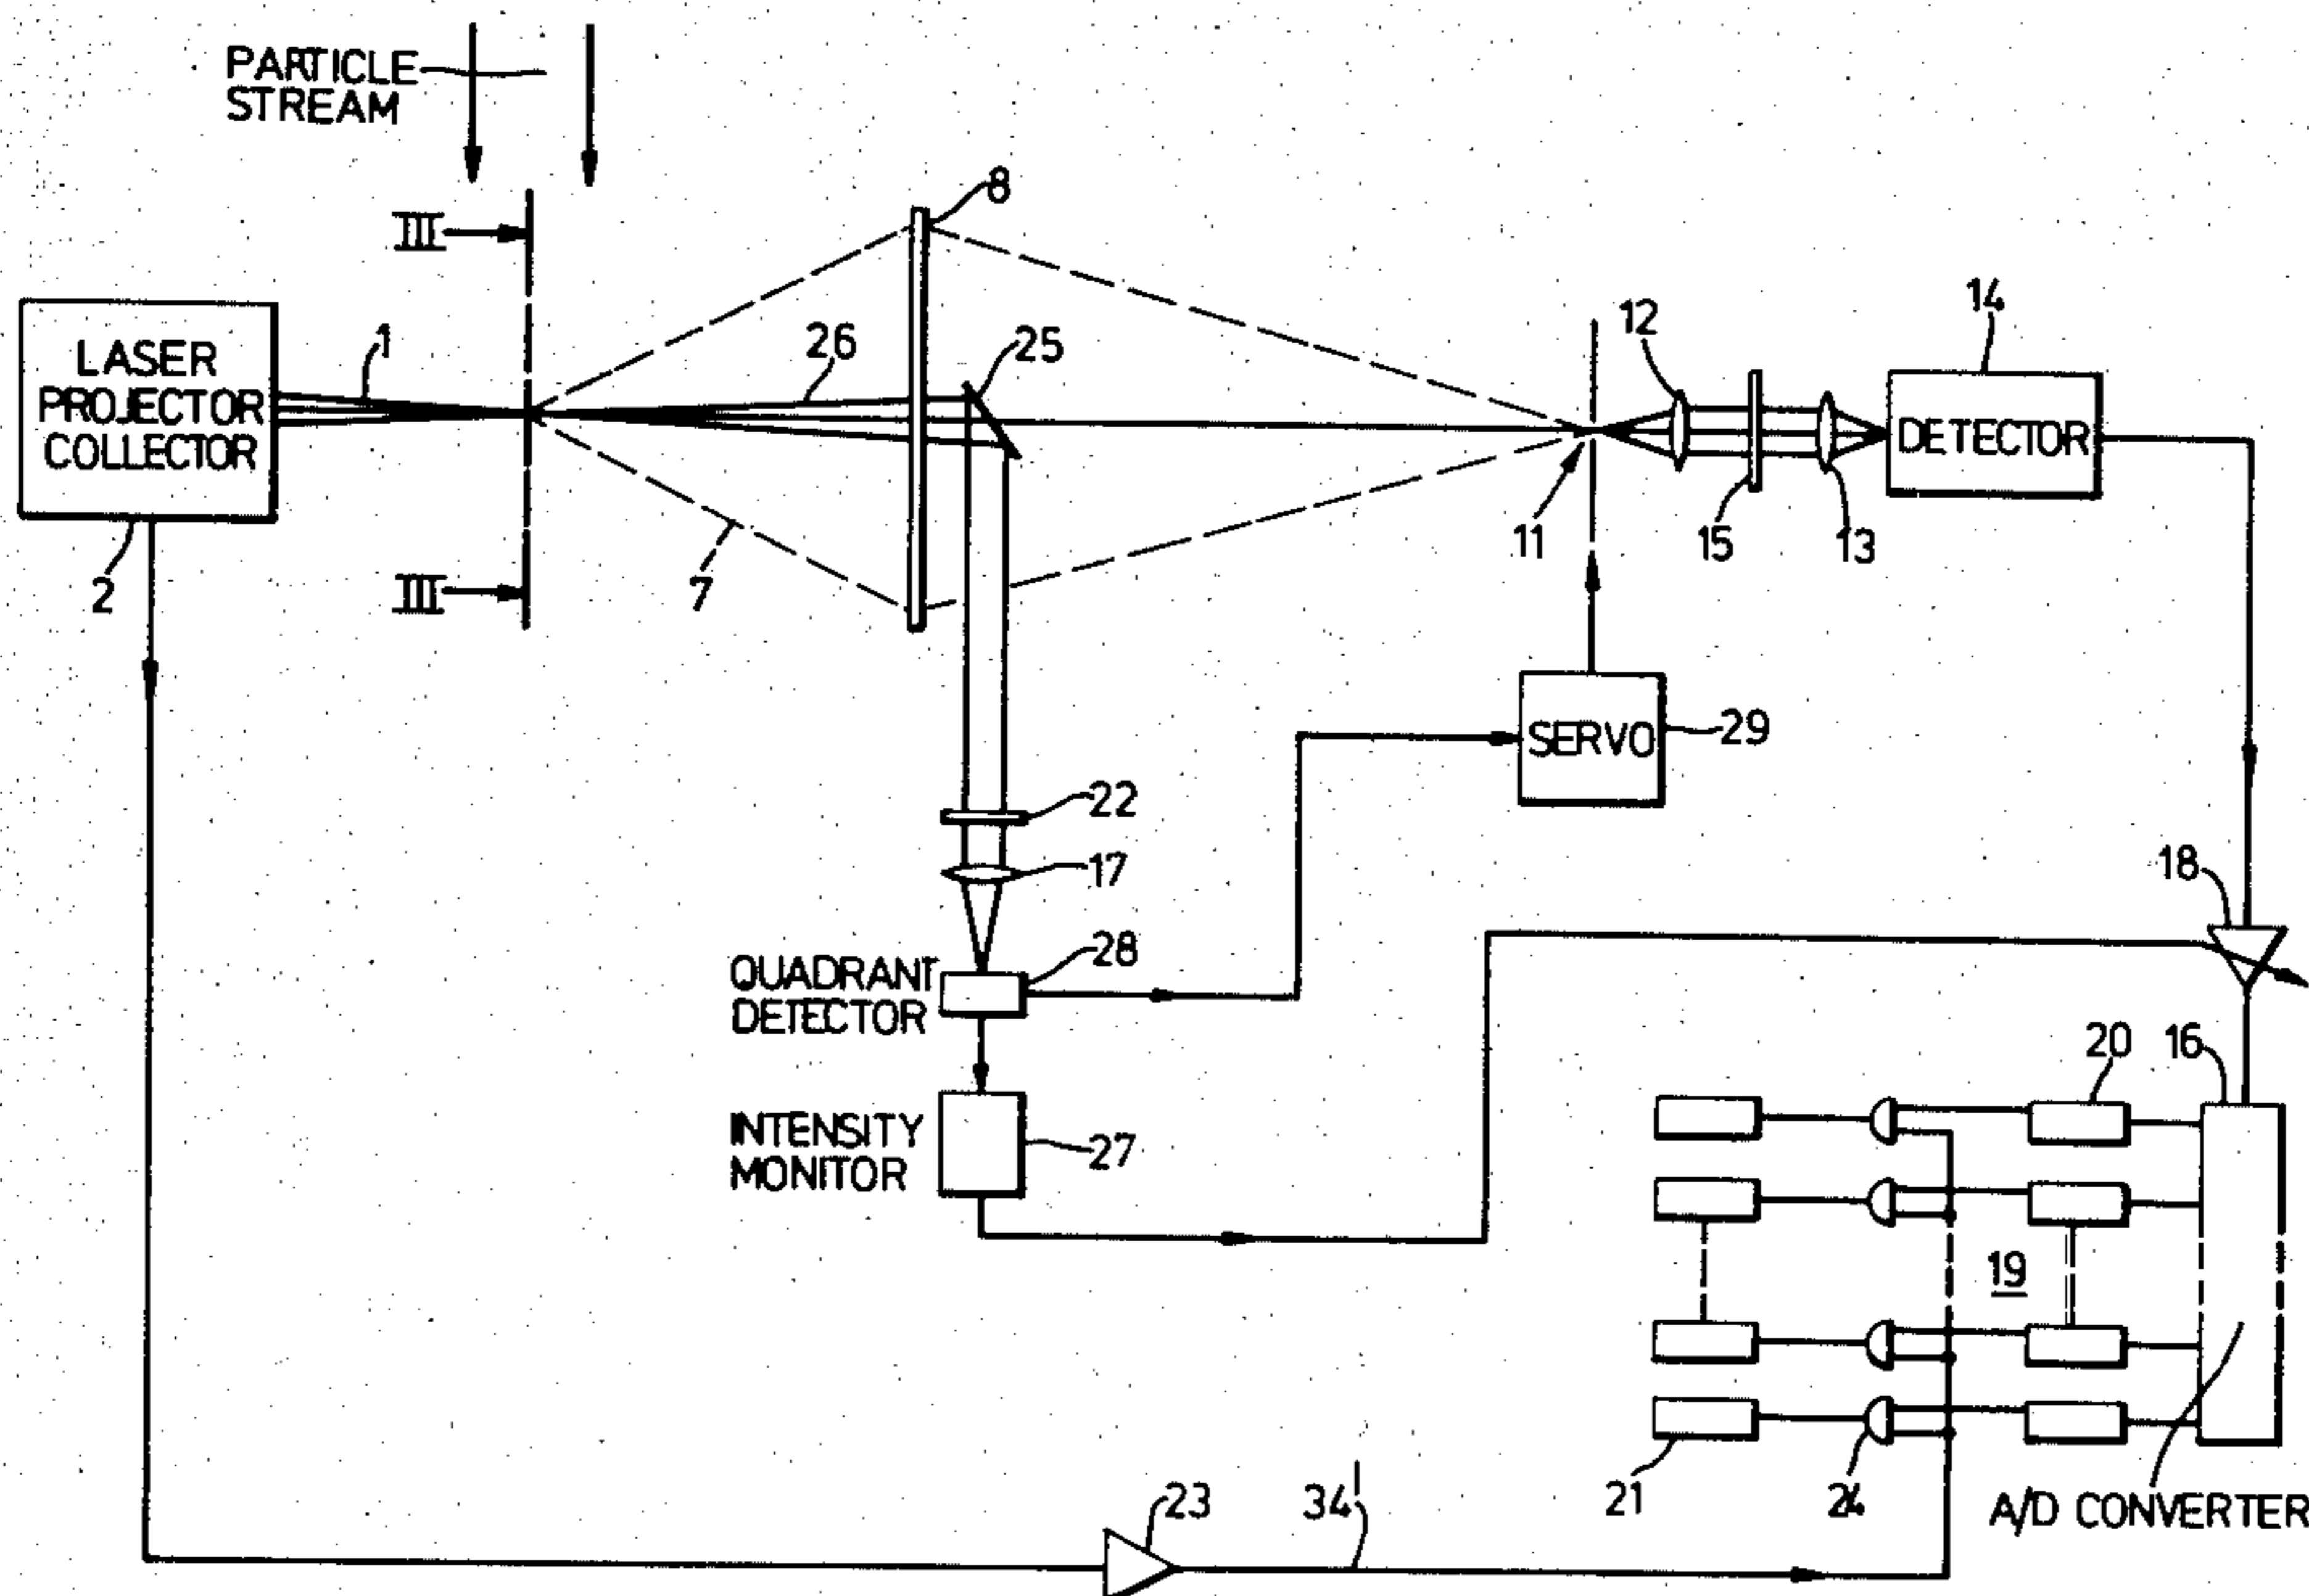 PARTICLE
STREAM
8
III
14
1
26
25
12
LASER
PROJECTOR
COLLECTOR
DETECTOR
11
15
13
2
III
7
SERVO
29
22
17
18
28
QUADRANT
DETECTOR
20
16
INTENSITY
MONITOR
27
19
21
24
23
34
A/D CONVERTER